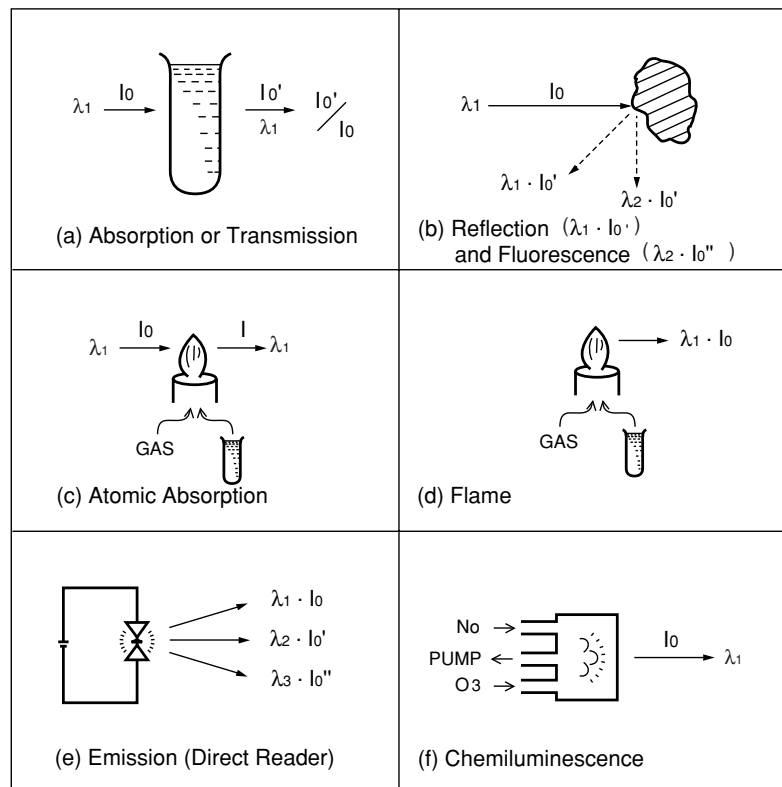 λ1 I0 I0' λ1 I0'/I0
(a) Absorption or Transmission
λ1 I0
λ1 · I0'
λ2 · I0'
(b) Reflection (λ1 · I0')
and Fluorescence (λ2 · I0'')
λ1 I0 I λ1
GAS
(c) Atomic Absorption
λ1 · I0
GAS
(d) Flame
λ1 · I0
λ2 · I0'
λ3 · I0''
(e) Emission (Direct Reader)
No
PUMP
O3
I0 λ1
(f) Chemiluminescence